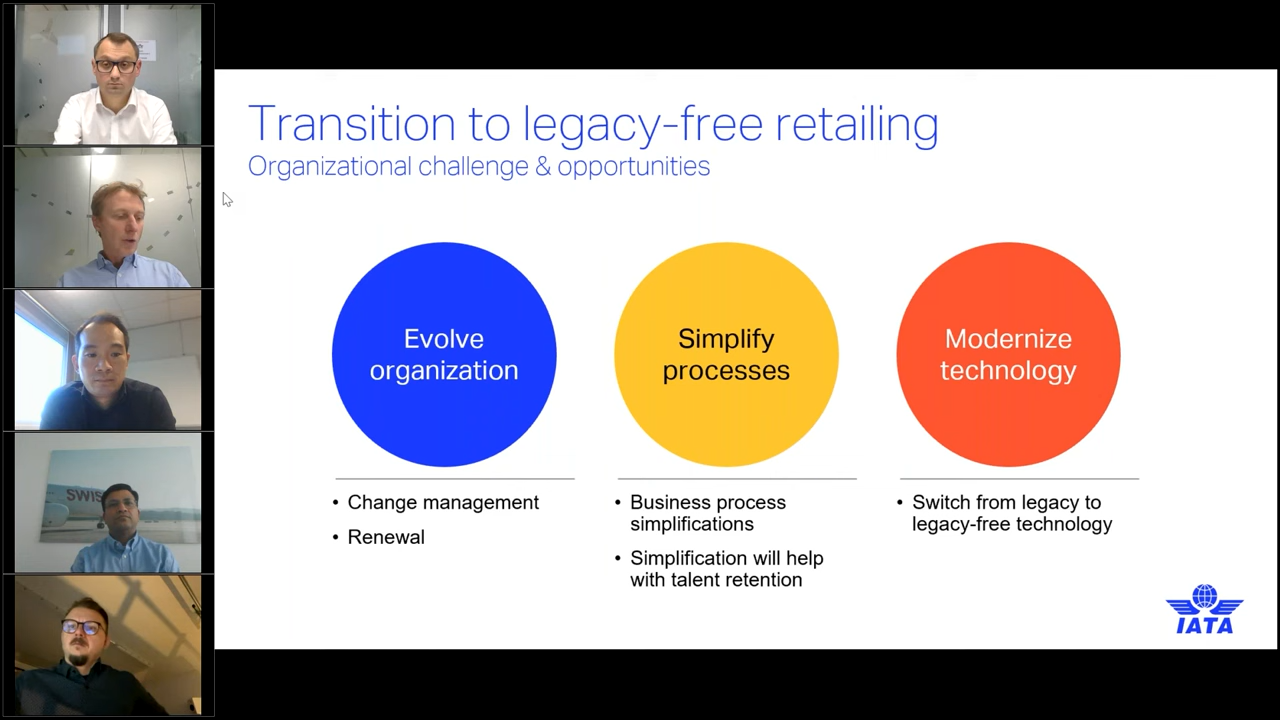 Transition to legacy-free retailing
Organizational challenge & opportunities
Evolve
organization
Simplify
processes
Modernize
technology
• Change management
• Renewal
• Business process
simplifications
• Simplification will help
with talent retention
• Switch from legacy to
legacy-free technology
IATA
SWIS